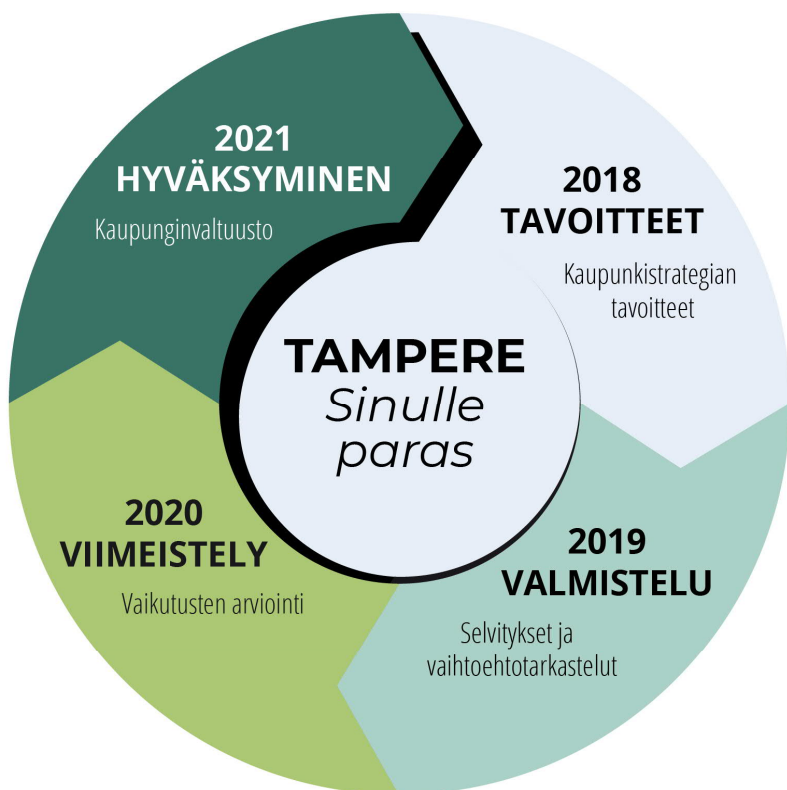 2021
HYVÄKSYMINEN
Kaupunginvaltuusto
2018
TAVOITTEET
Kaupunkistrategian
tavoitteet
TAMPERE
Sinulle
paras
2020
VIIMEISTELY
Vaikutusten arviointi
2019
VALMISTELU
Selvitykset ja
vaihtoehtotarkastelut